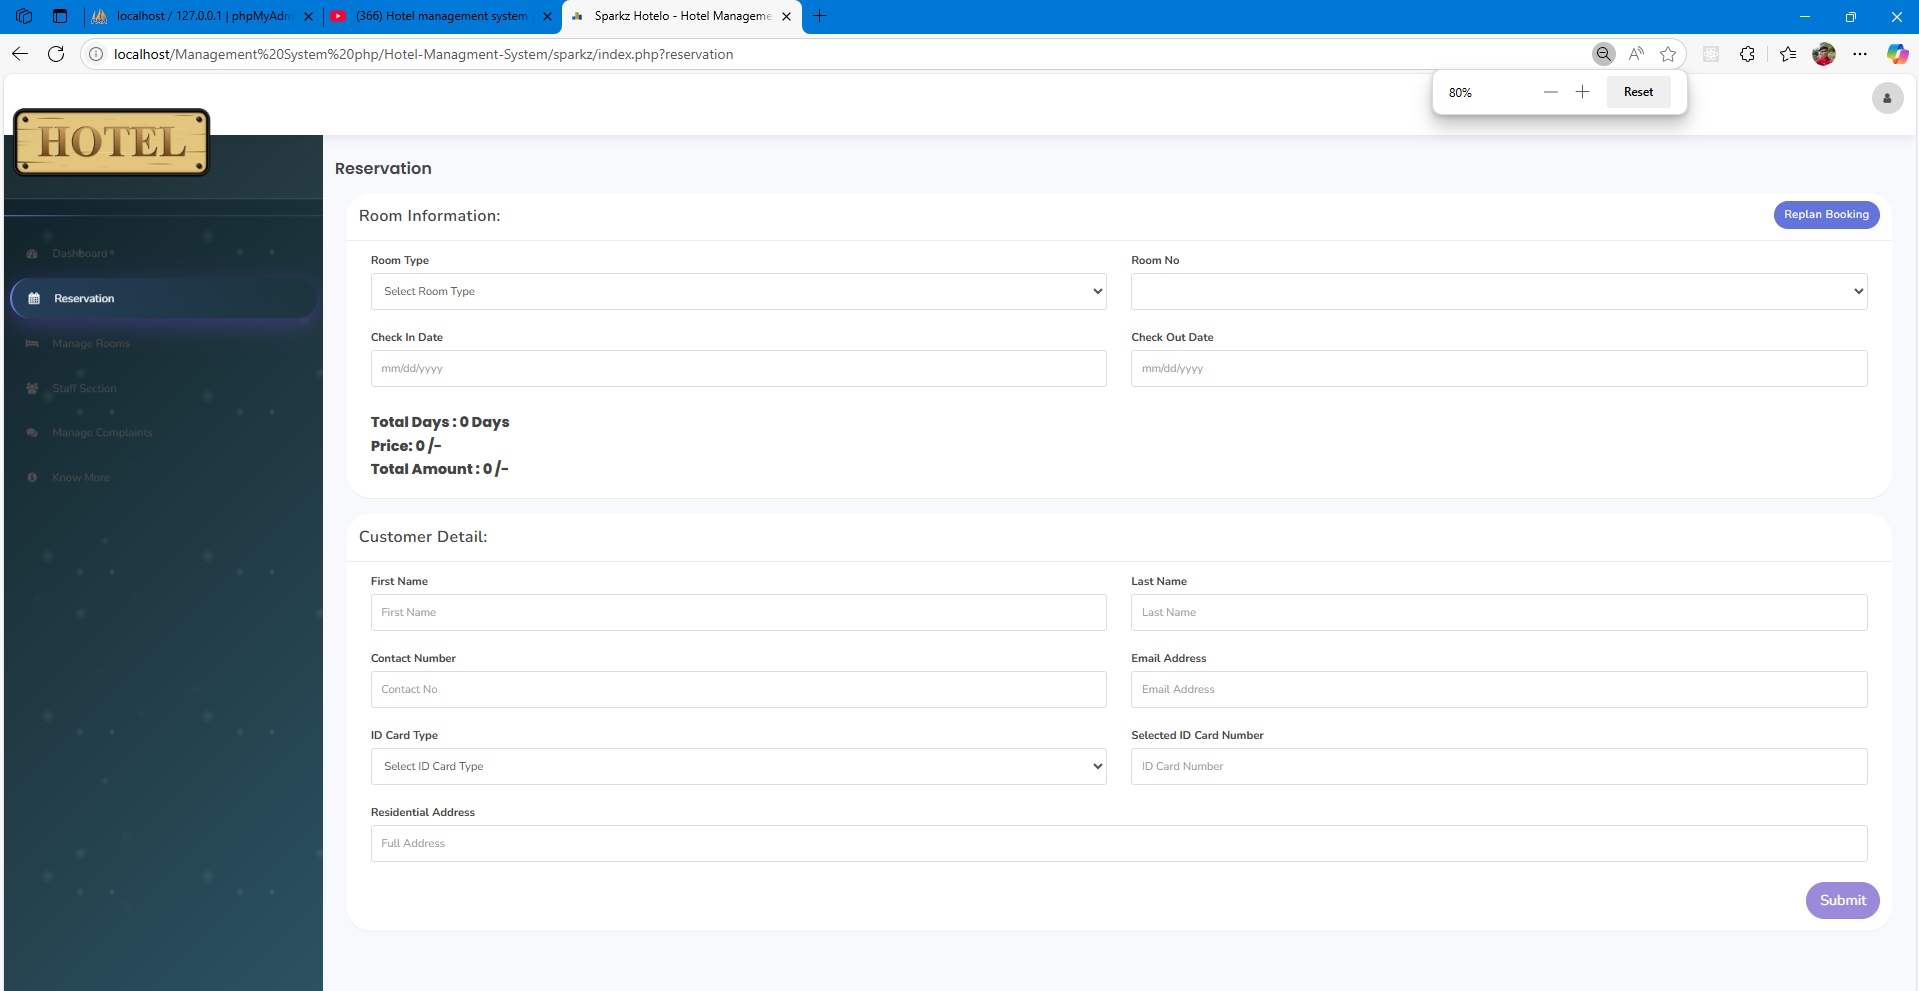 localhost / 127.0.0.1 | phpMyAdm
(366) Hotel management system
Sparkz Hotelo - Hotel Manageme
localhost/Management%20System%20php/Hotel-Managment-System/sparkz/index.php?reservation
80%
Reset
HOTEL
Dashboard
Reservation
Manage Rooms
Staff Section
Manage Complaints
Know More
Reservation
Room Information:
Replan Booking
Room Type
Room No
Select Room Type
Check In Date
Check Out Date
mm/dd/yyyy
mm/dd/yyyy
Total Days : 0 Days
Price: 0 /-
Total Amount : 0 /-
Customer Detail:
First Name
Last Name
First Name
Last Name
Contact Number
Email Address
Contact No
Email Address
ID Card Type
Selected ID Card Number
Select ID Card Type
ID Card Number
Residential Address
Full Address
Submit